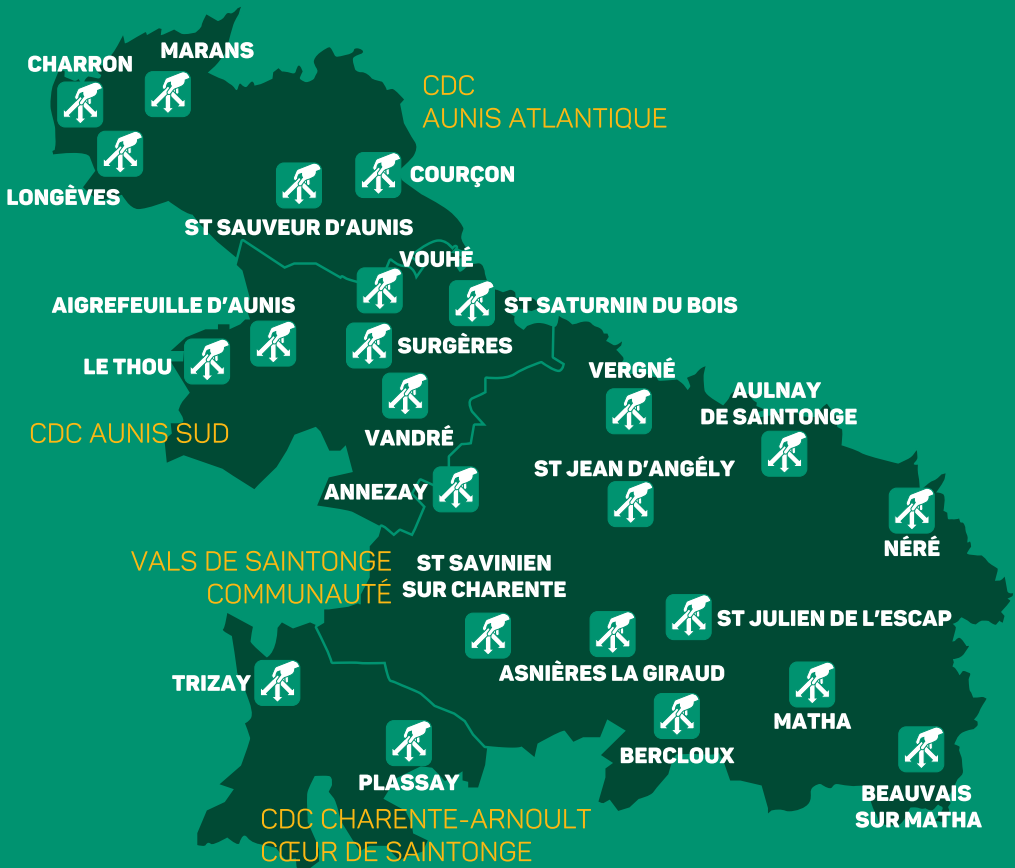 MARANS
CHARRON
CDC
AUNIS ATLANTIQUE
COURÇON
LONGÈVES
ST SAUVEUR D'AUNIS
VOUHÉ
AIGREFEUILLE D'AUNIS
ST SATURNIN DU BOIS
SURGÈRES
LE THOU
VERGNÉ
AULNAY
DE SAINTONGE
CDC AUNIS SUD
VANDRÉ
ST JEAN D'ANGÉLY
ANNEZAY
NÉRÉ
VALS DE SAINTONGE
COMMUNAUTÉ
ST SAVINIEN
SUR CHARENTE
ST JULIEN DE L'ESCAP
ASNIÈRES LA GIRAUD
TRIZAY
MATHA
BERCLOUX
PLASSAY
BEAUVAIS
SUR MATHA
CDC CHARENTE-ARNOULT
CŒUR DE SAINTONGE